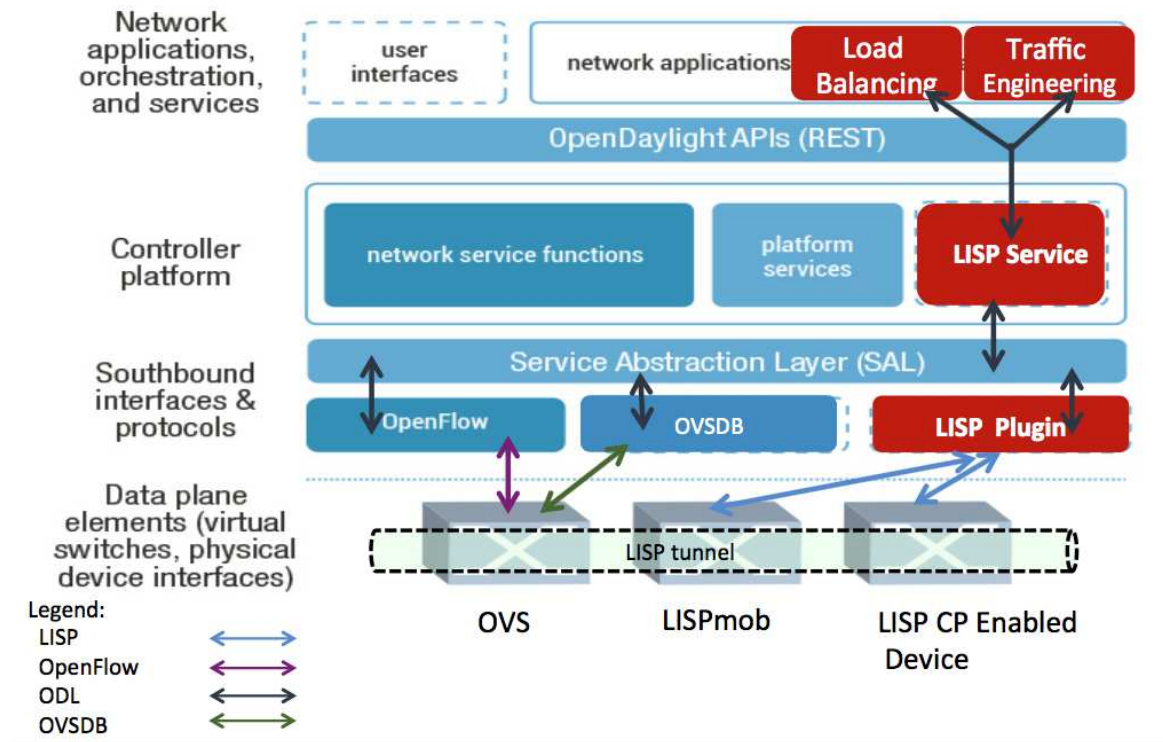 Network
applications,
orchestration,
and services
user
interfaces
network applications
Load
Balancing
Traffic
Engineering
OpenDaylight APIs (REST)
Controller
platform
network service functions
platform
services
LISP Service
Southbound
interfaces &
protocols
Service Abstraction Layer (SAL)
OpenFlow
OVSDB
LISP Plugin
Data plane
elements (virtual
switches, physical
device interfaces)
LISP tunnel
OVS
LISPmob
LISP CP Enabled
Device
Legend:
LISP
OpenFlow
ODL
OVSDB